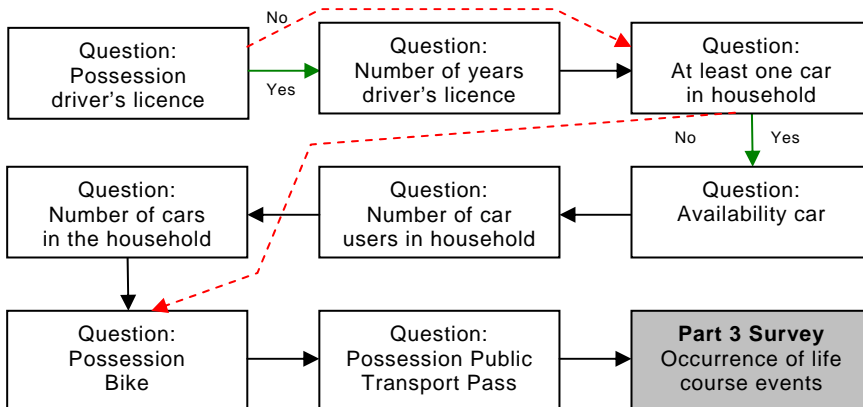 No
Question:
Possession
driver's licence
Yes
Question:
Number of years
driver's licence
Question:
At least one car
in household
No
Yes
Question:
Number of cars
in the household
Question:
Number of car
users in household
Question:
Availability car
Question:
Possession
Bike
Question:
Possession Public
Transport Pass
Part 3 Survey
Occurrence of life
course events